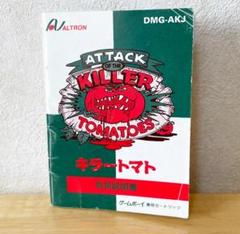 ALTRON
DMG-AKJ
ATTACK
OF THE
KILLER
TOMATOES
キラートマト
取扱説明書
ゲームボーイ専用カートリッジ